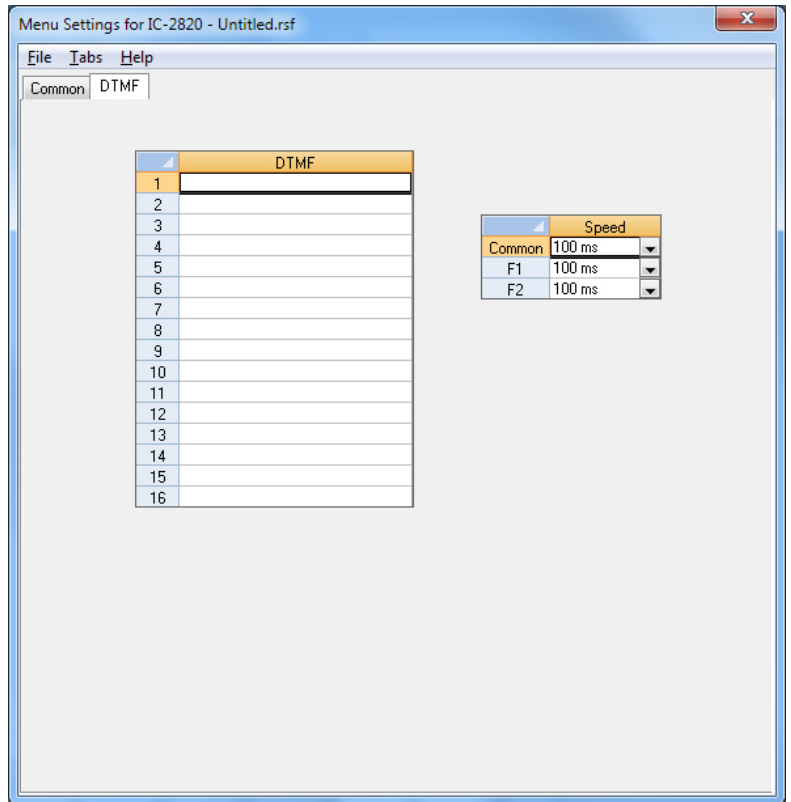 Menu Settings for IC-2820 - Untitled.rsf
x
File Tabs Help
Common DTMF
DTMF
1
2
3
4
5
6
7
8
9
10
11
12
13
14
15
16
Speed
Common 100 ms
F1 100 ms
F2 100 ms